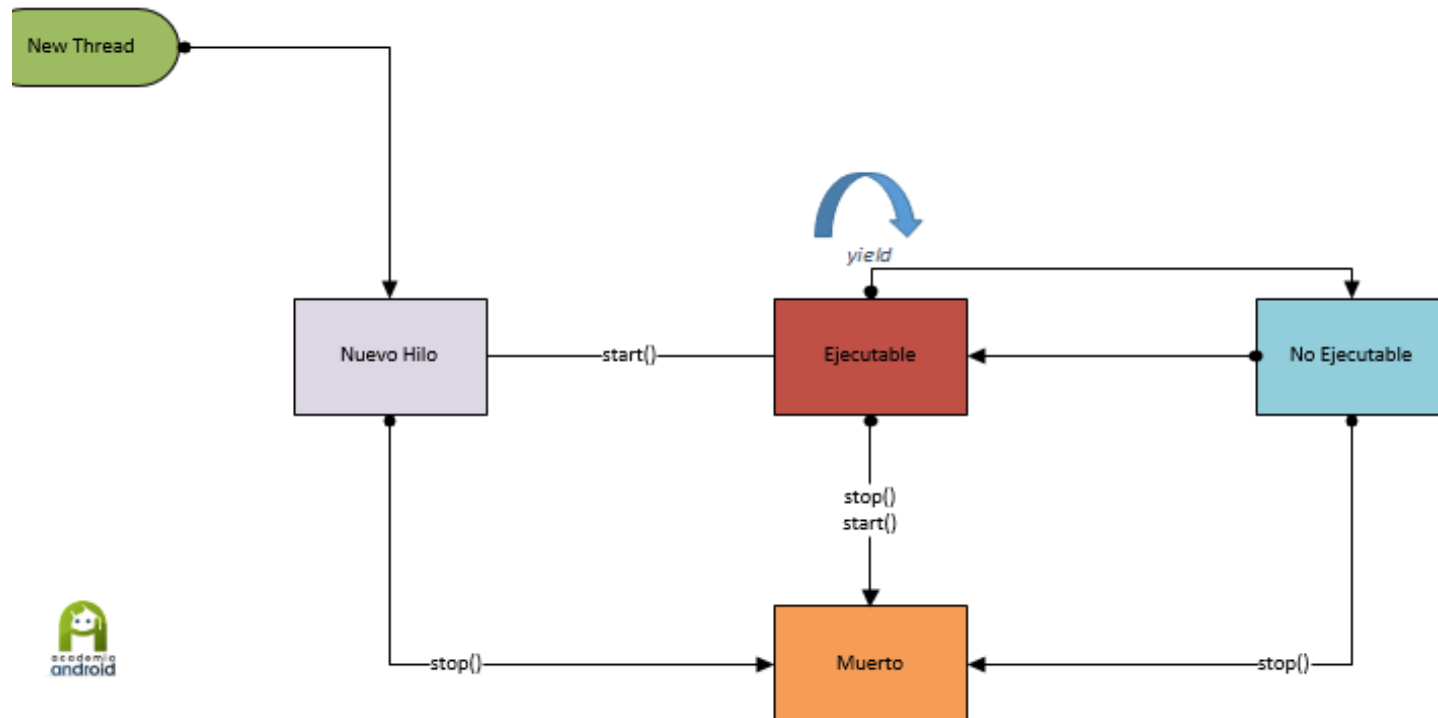 New Thread
yield
Nuevo Hilo
start()
Ejecutable
No Ejecutable
stop()
start()
stop()
Muerto
stop()
academia
android